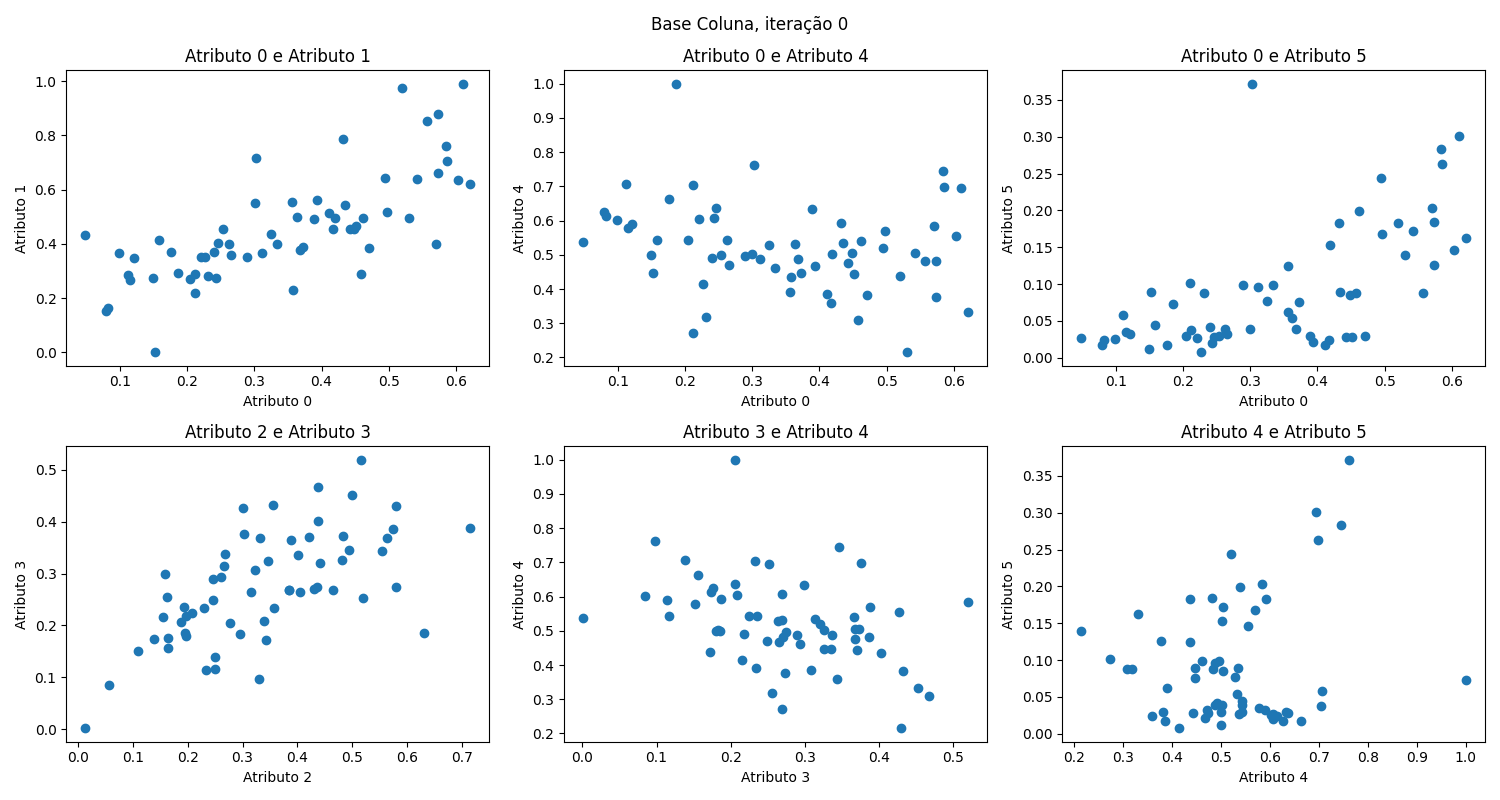 Base Coluna, iteração 0
Atributo 0 e Atributo 1
Atributo 1
1.0
0.8
0.6
0.4
0.2
0.0
0.1 0.2 0.3 0.4 0.5 0.6
Atributo 0
Atributo 0 e Atributo 4
Atributo 4
1.0
0.9
0.8
0.7
0.6
0.5
0.4
0.3
0.2
0.1 0.2 0.3 0.4 0.5 0.6
Atributo 0
Atributo 0 e Atributo 5
Atributo 5
0.35
0.30
0.25
0.20
0.15
0.10
0.05
0.00
0.1 0.2 0.3 0.4 0.5 0.6
Atributo 0
Atributo 2 e Atributo 3
Atributo 3
0.5
0.4
0.3
0.2
0.1
0.0
0.0 0.1 0.2 0.3 0.4 0.5 0.6 0.7
Atributo 2
Atributo 3 e Atributo 4
Atributo 4
1.0
0.9
0.8
0.7
0.6
0.5
0.4
0.3
0.2
0.0 0.1 0.2 0.3 0.4 0.5
Atributo 3
Atributo 4 e Atributo 5
Atributo 5
0.35
0.30
0.25
0.20
0.15
0.10
0.05
0.00
0.2 0.3 0.4 0.5 0.6 0.7 0.8 0.9 1.0
Atributo 4